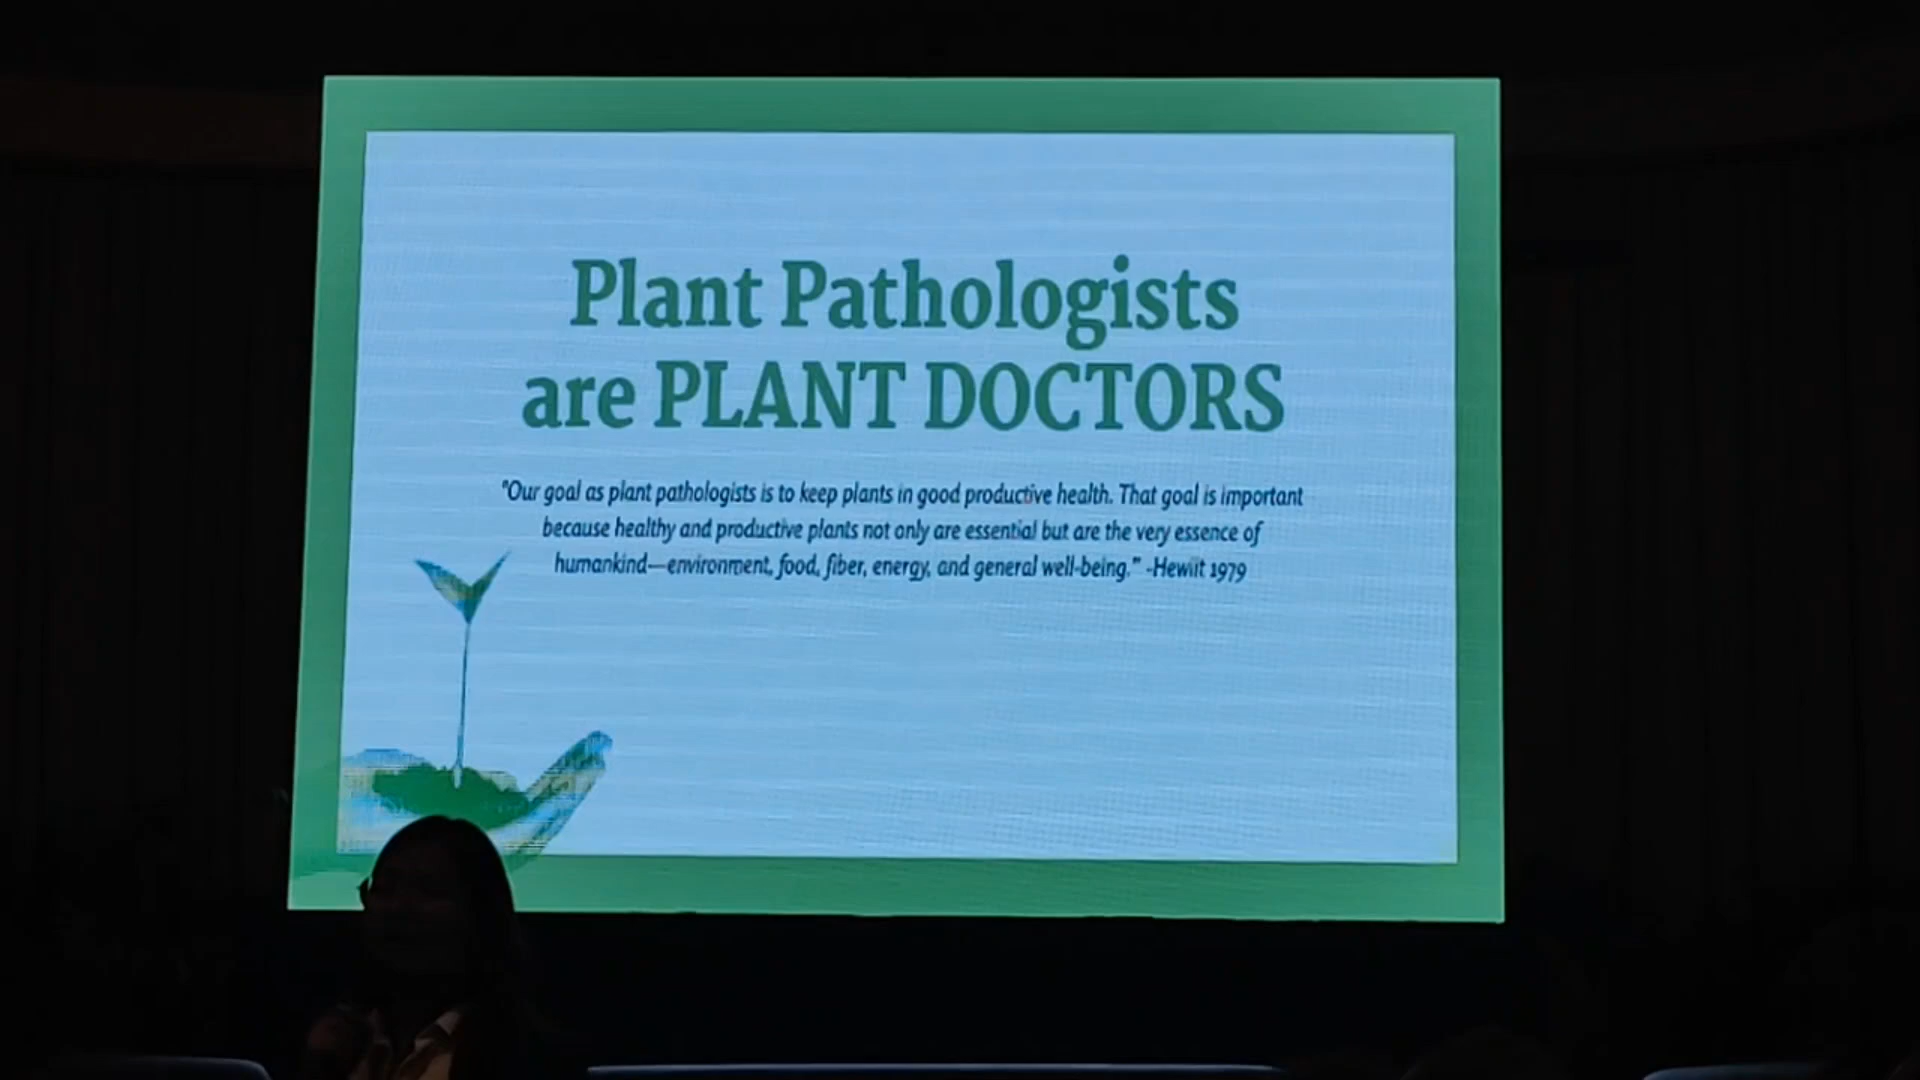 Plant Pathologists
are PLANT DOCTORS
"Our goal as plant pathologists is to keep plants in good productive health. That goal is important
because healthy and productive plants not only are essential but are the very essence of
humankind—environment, food, fiber, energy, and general well-being." -Hewiit 1979